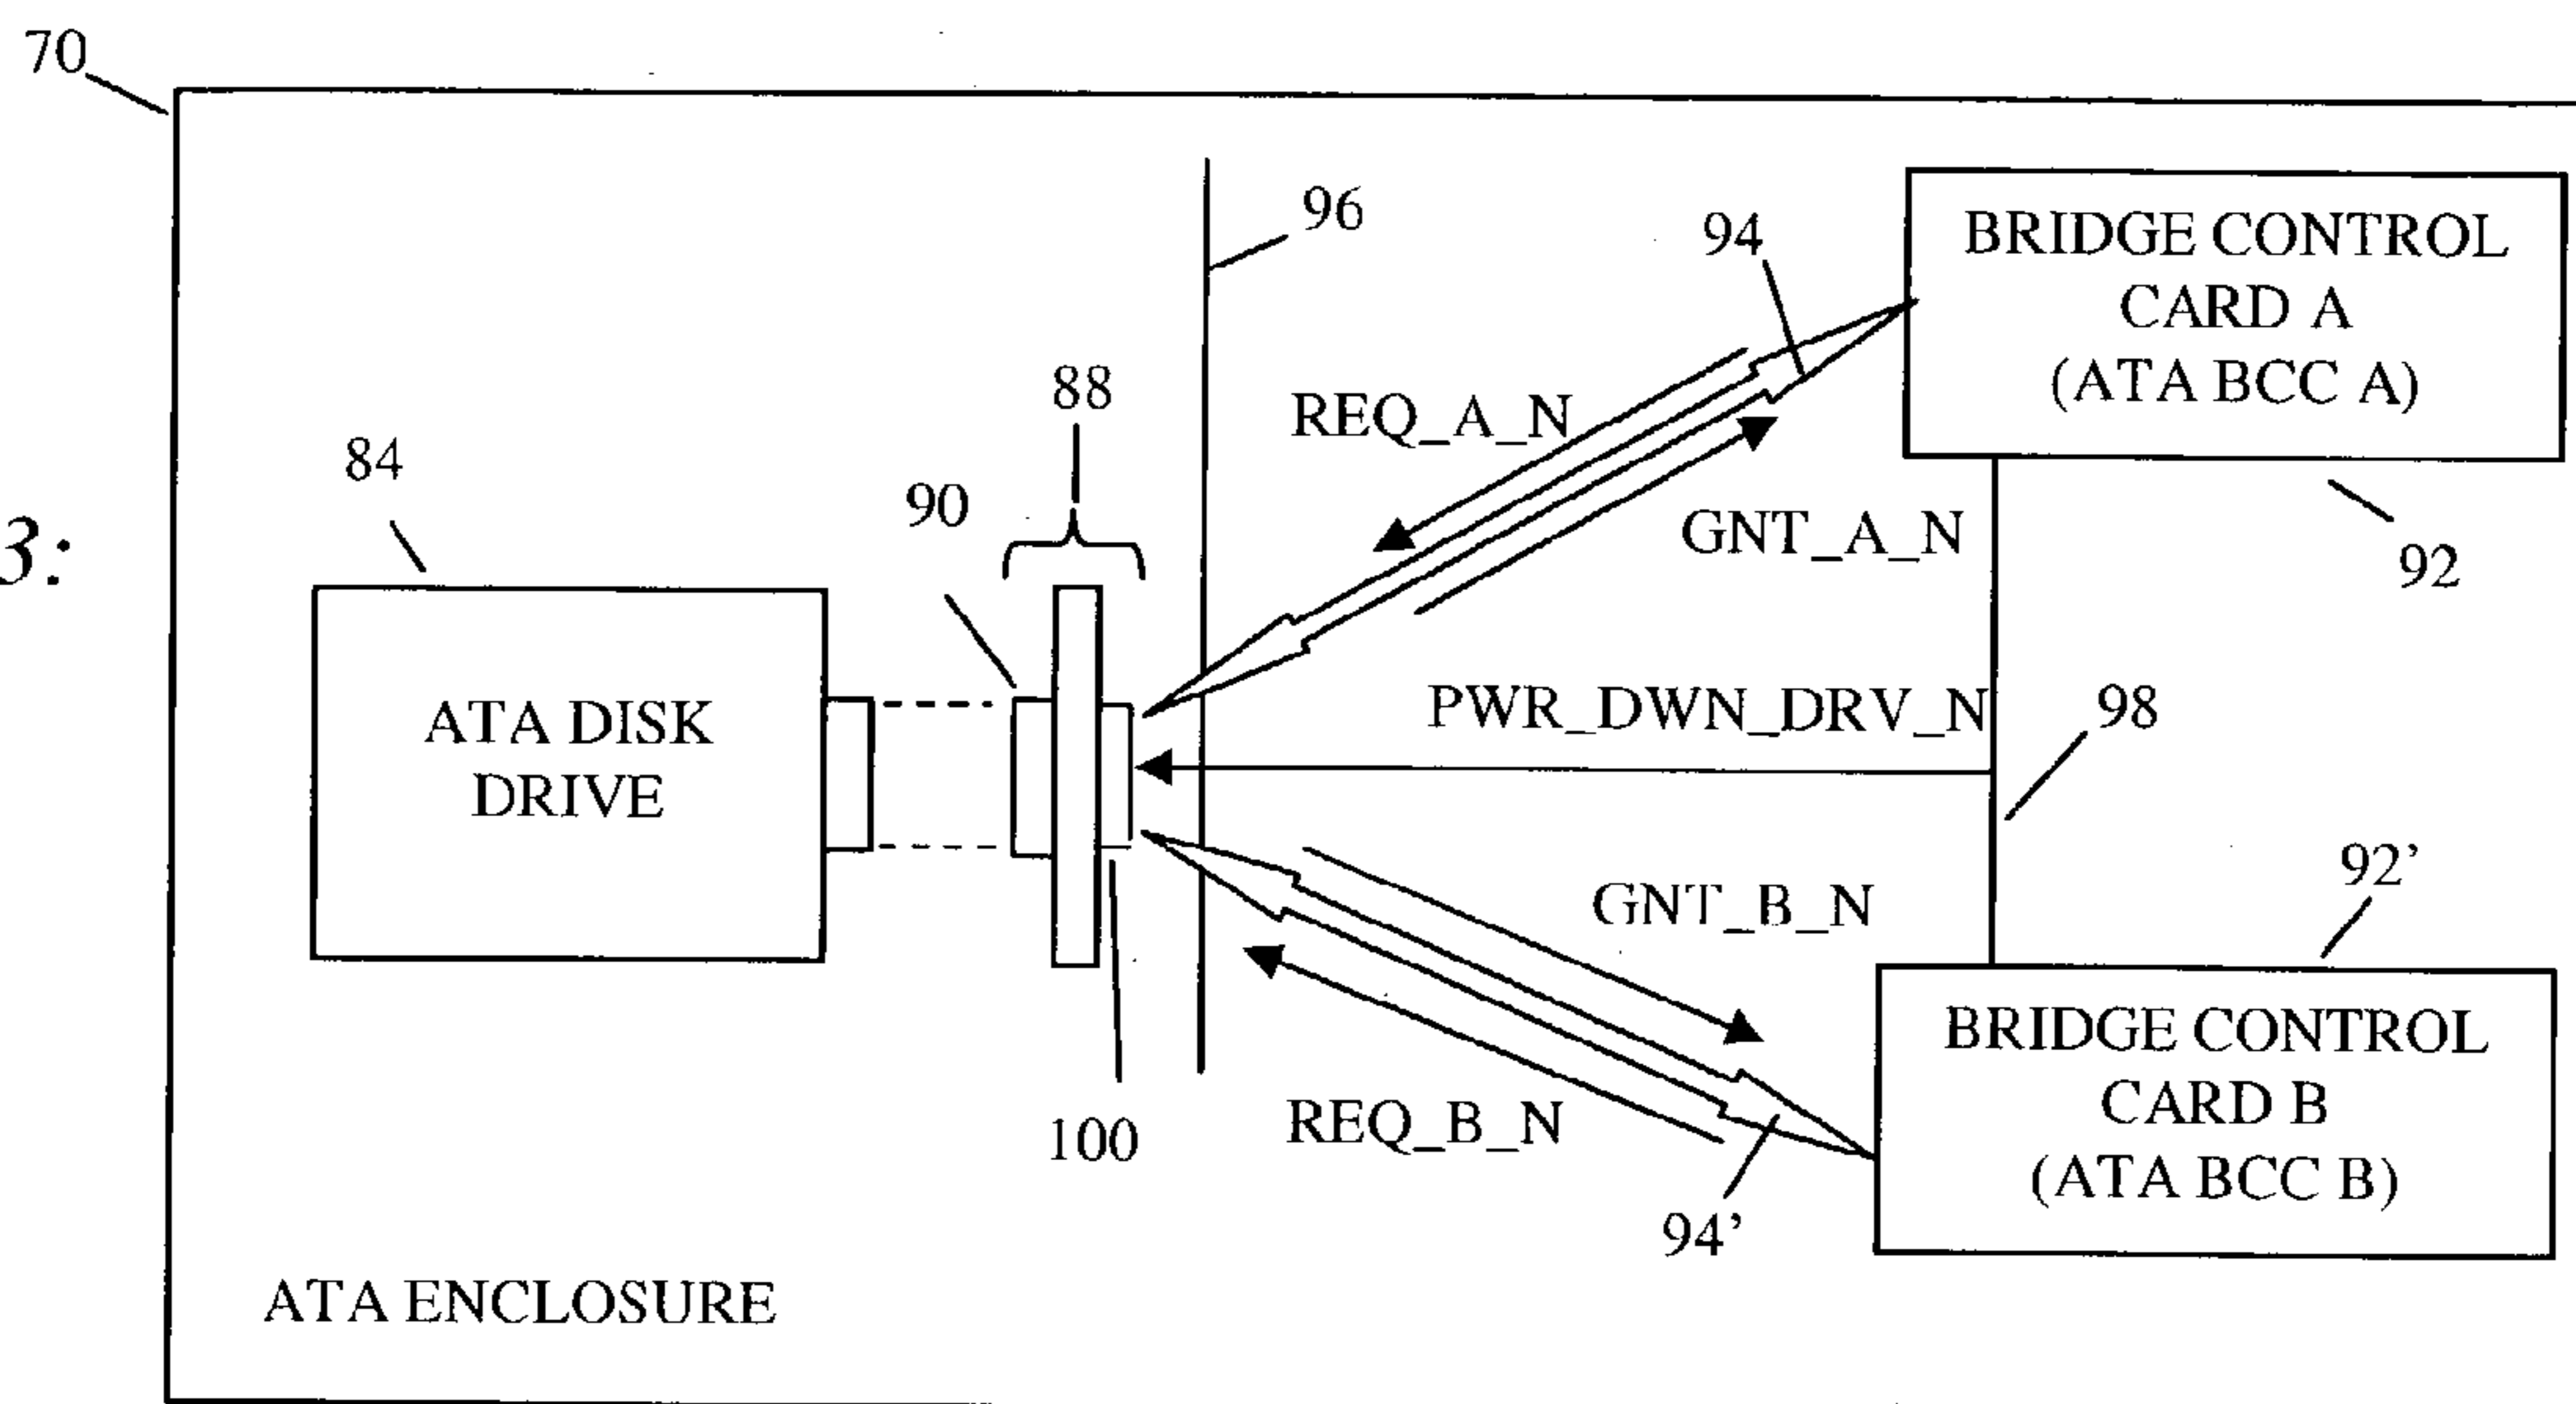 70
96
94
BRIDGE CONTROL
CARD A
(ATA BCC A)
88
REQ_A_N
84
90
GNT_A_N
92
3:
ATA DISK
DRIVE
PWR_DWN_DRV_N
98
92’
GNT_B_N
BRIDGE CONTROL
CARD B
(ATA BCC B)
100
REQ_B_N
94’
ATA ENCLOSURE